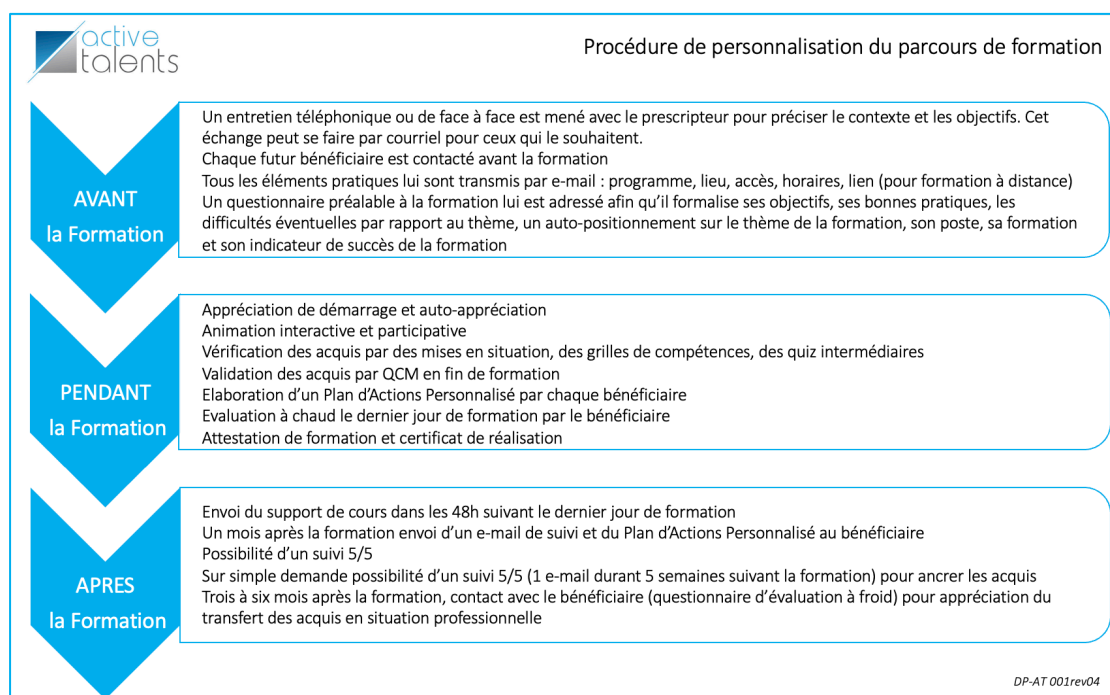 active
talents
Procédure de personnalisation du parcours de formation
AVANT
la Formation
Un entretien téléphonique ou de face à face est mené avec le prescripteur pour préciser le contexte et les objectifs. Cet
échange peut se faire par courriel pour ceux qui le souhaitent.
Chaque futur bénéficiaire est contacté avant la formation
Tous les éléments pratiques lui sont transmis par e-mail : programme, lieu, accès, horaires, lien (pour formation à distance)
Un questionnaire préalable à la formation lui est adressé afin qu'il formalise ses objectifs, ses bonnes pratiques, les
difficultés éventuelles par rapport au thème, un auto-positionnement sur le thème de la formation, son poste, sa formation
et son indicateur de succès de la formation
PENDANT
la Formation
Appréciation de démarrage et auto-appréciation
Animation interactive et participative
Vérification des acquis par des mises en situation, des grilles de compétences, des quiz intermédiaires
Validation des acquis par QCM en fin de formation
Elaboration d'un Plan d'Actions Personnalisé par chaque bénéficiaire
Evaluation à chaud le dernier jour de formation par le bénéficiaire
Attestation de formation et certificat de réalisation
APRES
la Formation
Envoi du support de cours dans les 48h suivant le dernier jour de formation
Un mois après la formation envoi d'un e-mail de suivi et du Plan d'Actions Personnalisé au bénéficiaire
Possibilité d'un suivi 5/5
Sur simple demande possibilité d'un suivi 5/5 (1 e-mail durant 5 semaines suivant la formation) pour ancrer les acquis
Trois à six mois après la formation, contact avec le bénéficiaire (questionnaire d'évaluation à froid) pour appréciation du
transfert des acquis en situation professionnelle
DP-AT 001rev04